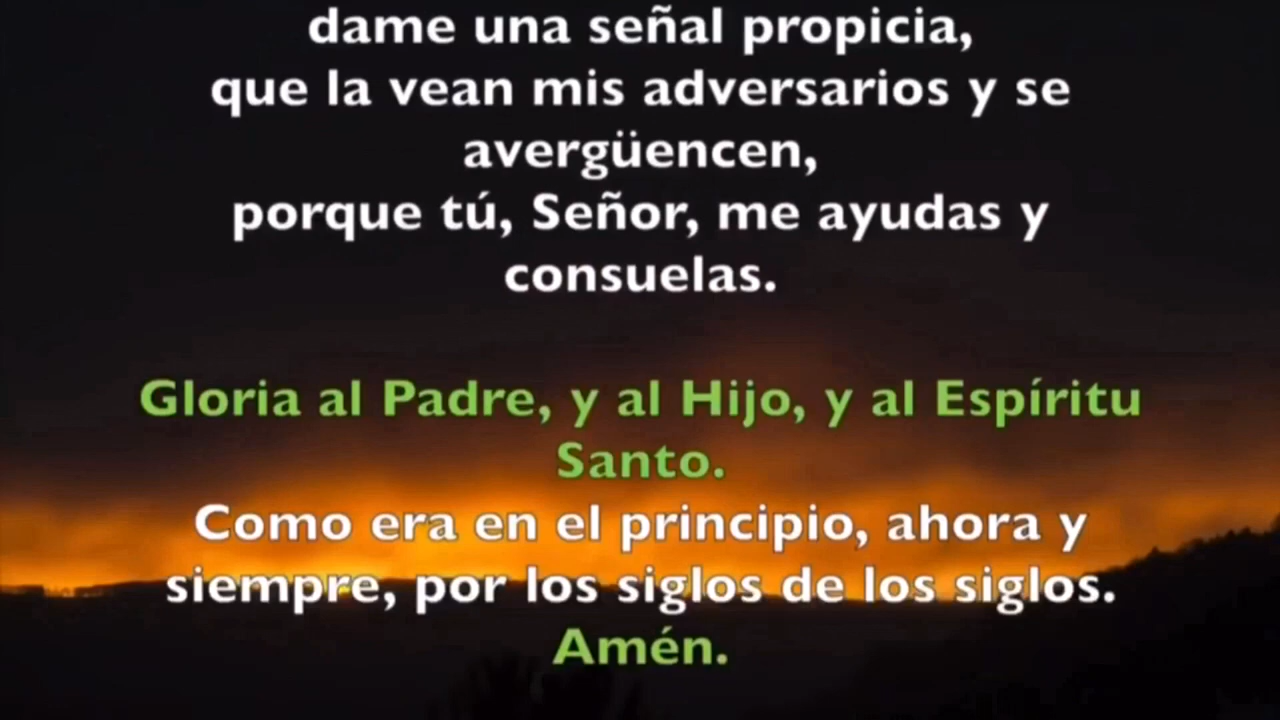 dame una señal propicia,
que la vean mis adversarios y se
avergüencen,
porque tú, Señor, me ayudas y
consuelas.
Gloria al Padre, y al Hijo, y al Espíritu
Santo.
Como era en el principio, ahora y
siempre, por los siglos de los siglos.
Amén.